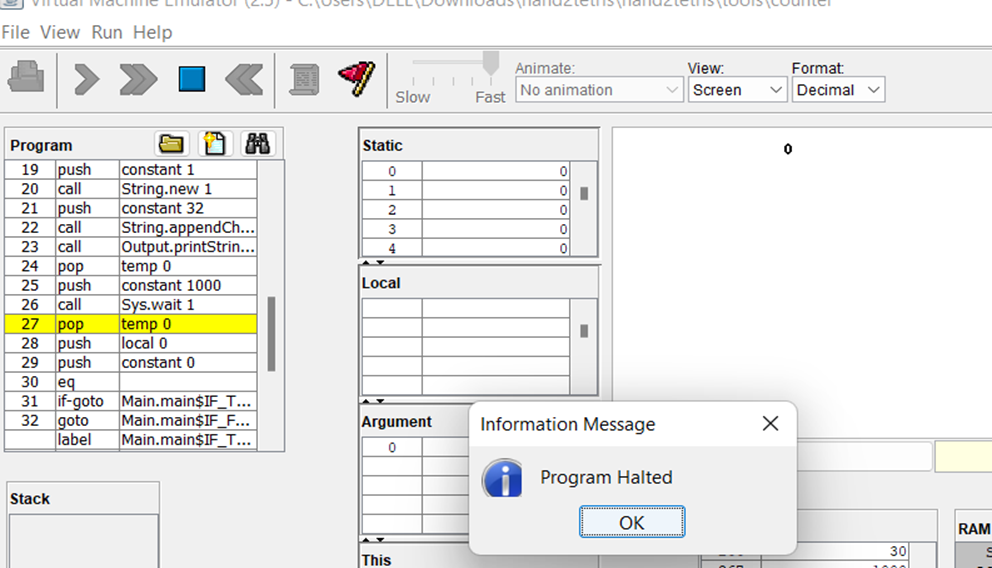 Virtual Machine Emulator (2.5) - C:\Users\DELL\Downloads\nand2tetris\nand2tetris\tools\counter
File View Run Help
Animate: View: Format:
Slow Fast No animation Screen Decimal
Program
19 push constant 1
20 call String.new 1
21 push constant 32
22 call String.appendCh...
23 call Output.printStrin...
24 pop temp 0
25 push constant 1000
26 call Sys.wait 1
27 pop temp 0
28 push local 0
29 push constant 0
30 eq
31 if-goto Main.main$IF_T...
32 goto Main.main$IF_F...
label Main.main$IF_T...
Stack
Static
0 0
1 0
2 0
3 0
4 0
Local
Argument
0
This
0
Information Message
Program Halted
OK
30
RAM